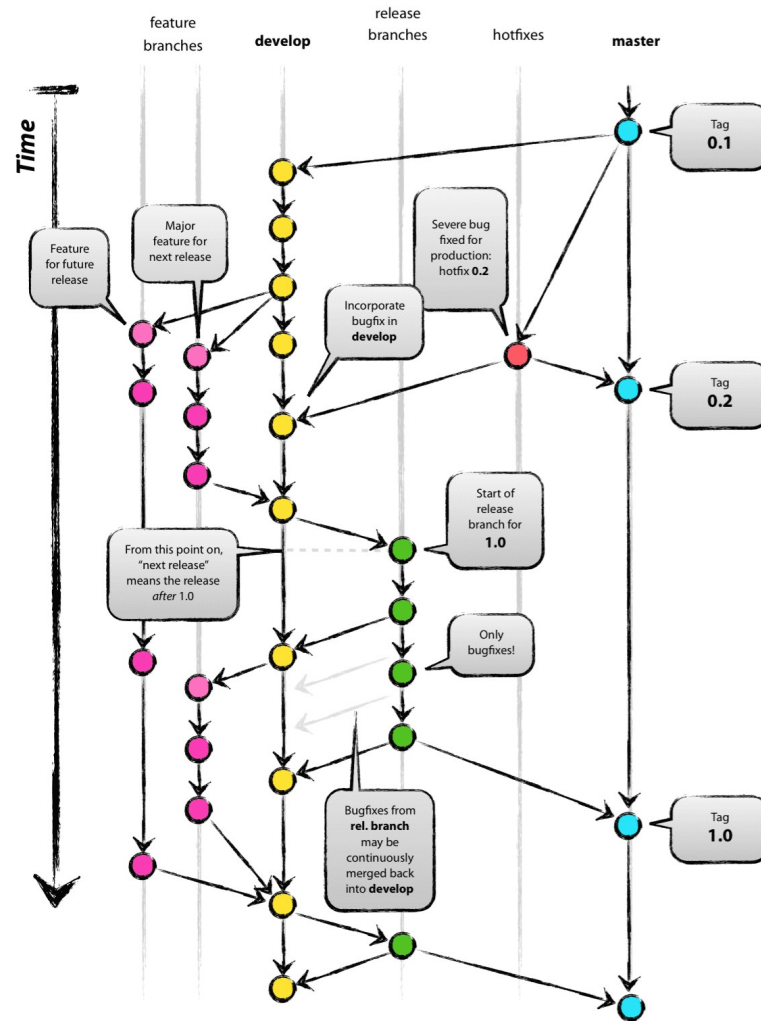 feature
branches
develop
release
branches
hotfixes
master
Time
Tag
0.1
Major
feature for
next release
Feature
for future
release
Severe bug
fixed for
production:
hotfix 0.2
Incorporate
bugfix in
develop
Tag
0.2
Start of
release
branch for
1.0
From this point on,
“next release”
means the release
after 1.0
Only
bugfixes!
Bugfixes from
rel. branch
may be
continuously
merged back
into develop
Tag
1.0